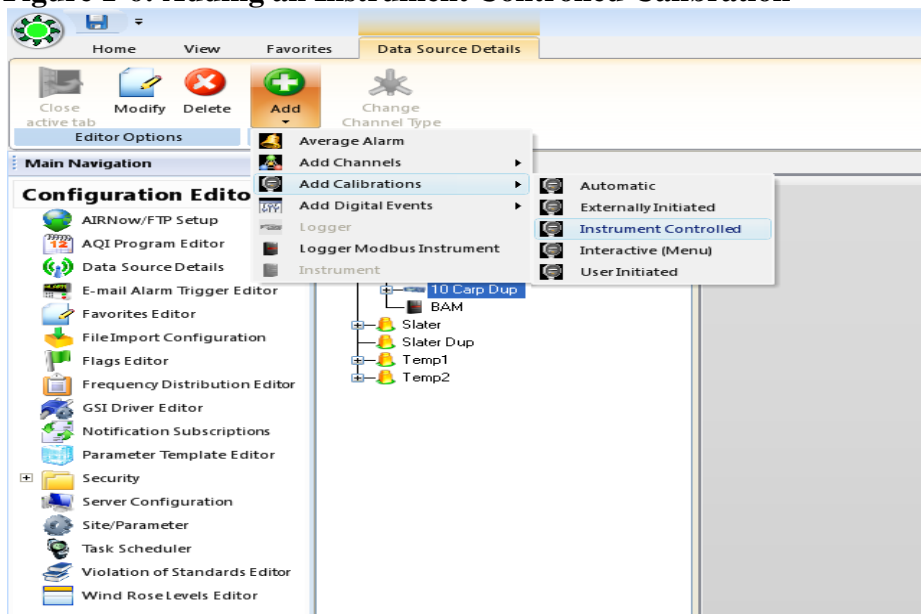 Figure 1-6: Adding an Instrument Controlled Calibration
Home View Favorites Data Source Details
Close active tab
Modify
Delete
Add
Change Channel Type
Editor Options
Average Alarm
Add Channels
Add Calibrations
Add Digital Events
Logger
Logger Modbus Instrument
Instrument
Automatic
Externally Initiated
Instrument Controlled
Interactive (Menu)
User Initiated
Main Navigation
Configuration Edito
AIRNow/FTP Setup
AQI Program Editor
Data Source Details
E-mail Alarm Trigger Editor
Favorites Editor
File Import Configuration
Flags Editor
Frequency Distribution Editor
GSI Driver Editor
Notification Subscriptions
Parameter Template Editor
Security
Server Configuration
Site/Parameter
Task Scheduler
Violation of Standards Editor
Wind Rose Levels Editor
10 Carp Dup
BAM
Slater
Slater Dup
Temp1
Temp2